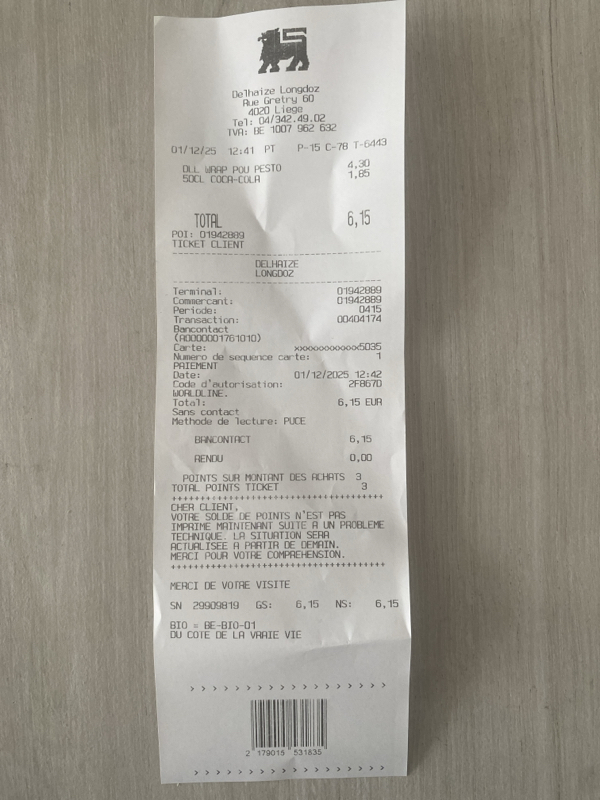 Delhaize Longdoz
Rue Gretry 60
4020 Liege
Tel: 04/342.49.02
TVA: BE 1007 962 632
01/12/25 12:41 PT P-15 C-78 T-6443
DLL WRAP POU PESTO 4,30
50CL COCA-COLA 1,85
TOTAL 6,15
POI: 01942889
TICKET CLIENT
DELHAIZE
LONGDOZ
Terminal: 01942889
Commercant: 01942889
Periode: 0415
Transaction: 00404174
Bancontact
(A0000001761010)
Carte: xxxxxxxxxxxx5035
Numero de sequence carte: 1
PAIEMENT
Date: 01/12/2025 12:42
Code d'autorisation: 2F867D
WORLDLINE.
Total: 6,15 EUR
Sans contact
Methode de lecture: PUCE
BANCONTACT 6,15
RENDU 0,00
POINTS SUR MONTANT DES ACHATS 3
TOTAL POINTS TICKET 3
++++++++++++++++++++++++++++++++++++++
CHER CLIENT,
VOTRE SOLDE DE POINTS N'EST PAS
IMPRIME MAINTENANT SUITE A UN PROBLEME
TECHNIQUE. LA SITUATION SERA
ACTUALISEE A PARTIR DE DEMAIN.
MERCI POUR VOTRE COMPREHENSION.
++++++++++++++++++++++++++++++++++++++
MERCI DE VOTRE VISITE
SN 29909819 GS: 6,15 NS: 6,15
BIO = BE-BIO-01
DU COTE DE LA VRAIE VIE
> > > > > > > > > > > > > > > > >
2 179015 531835
> > > > > > > > > > > > > > > > >